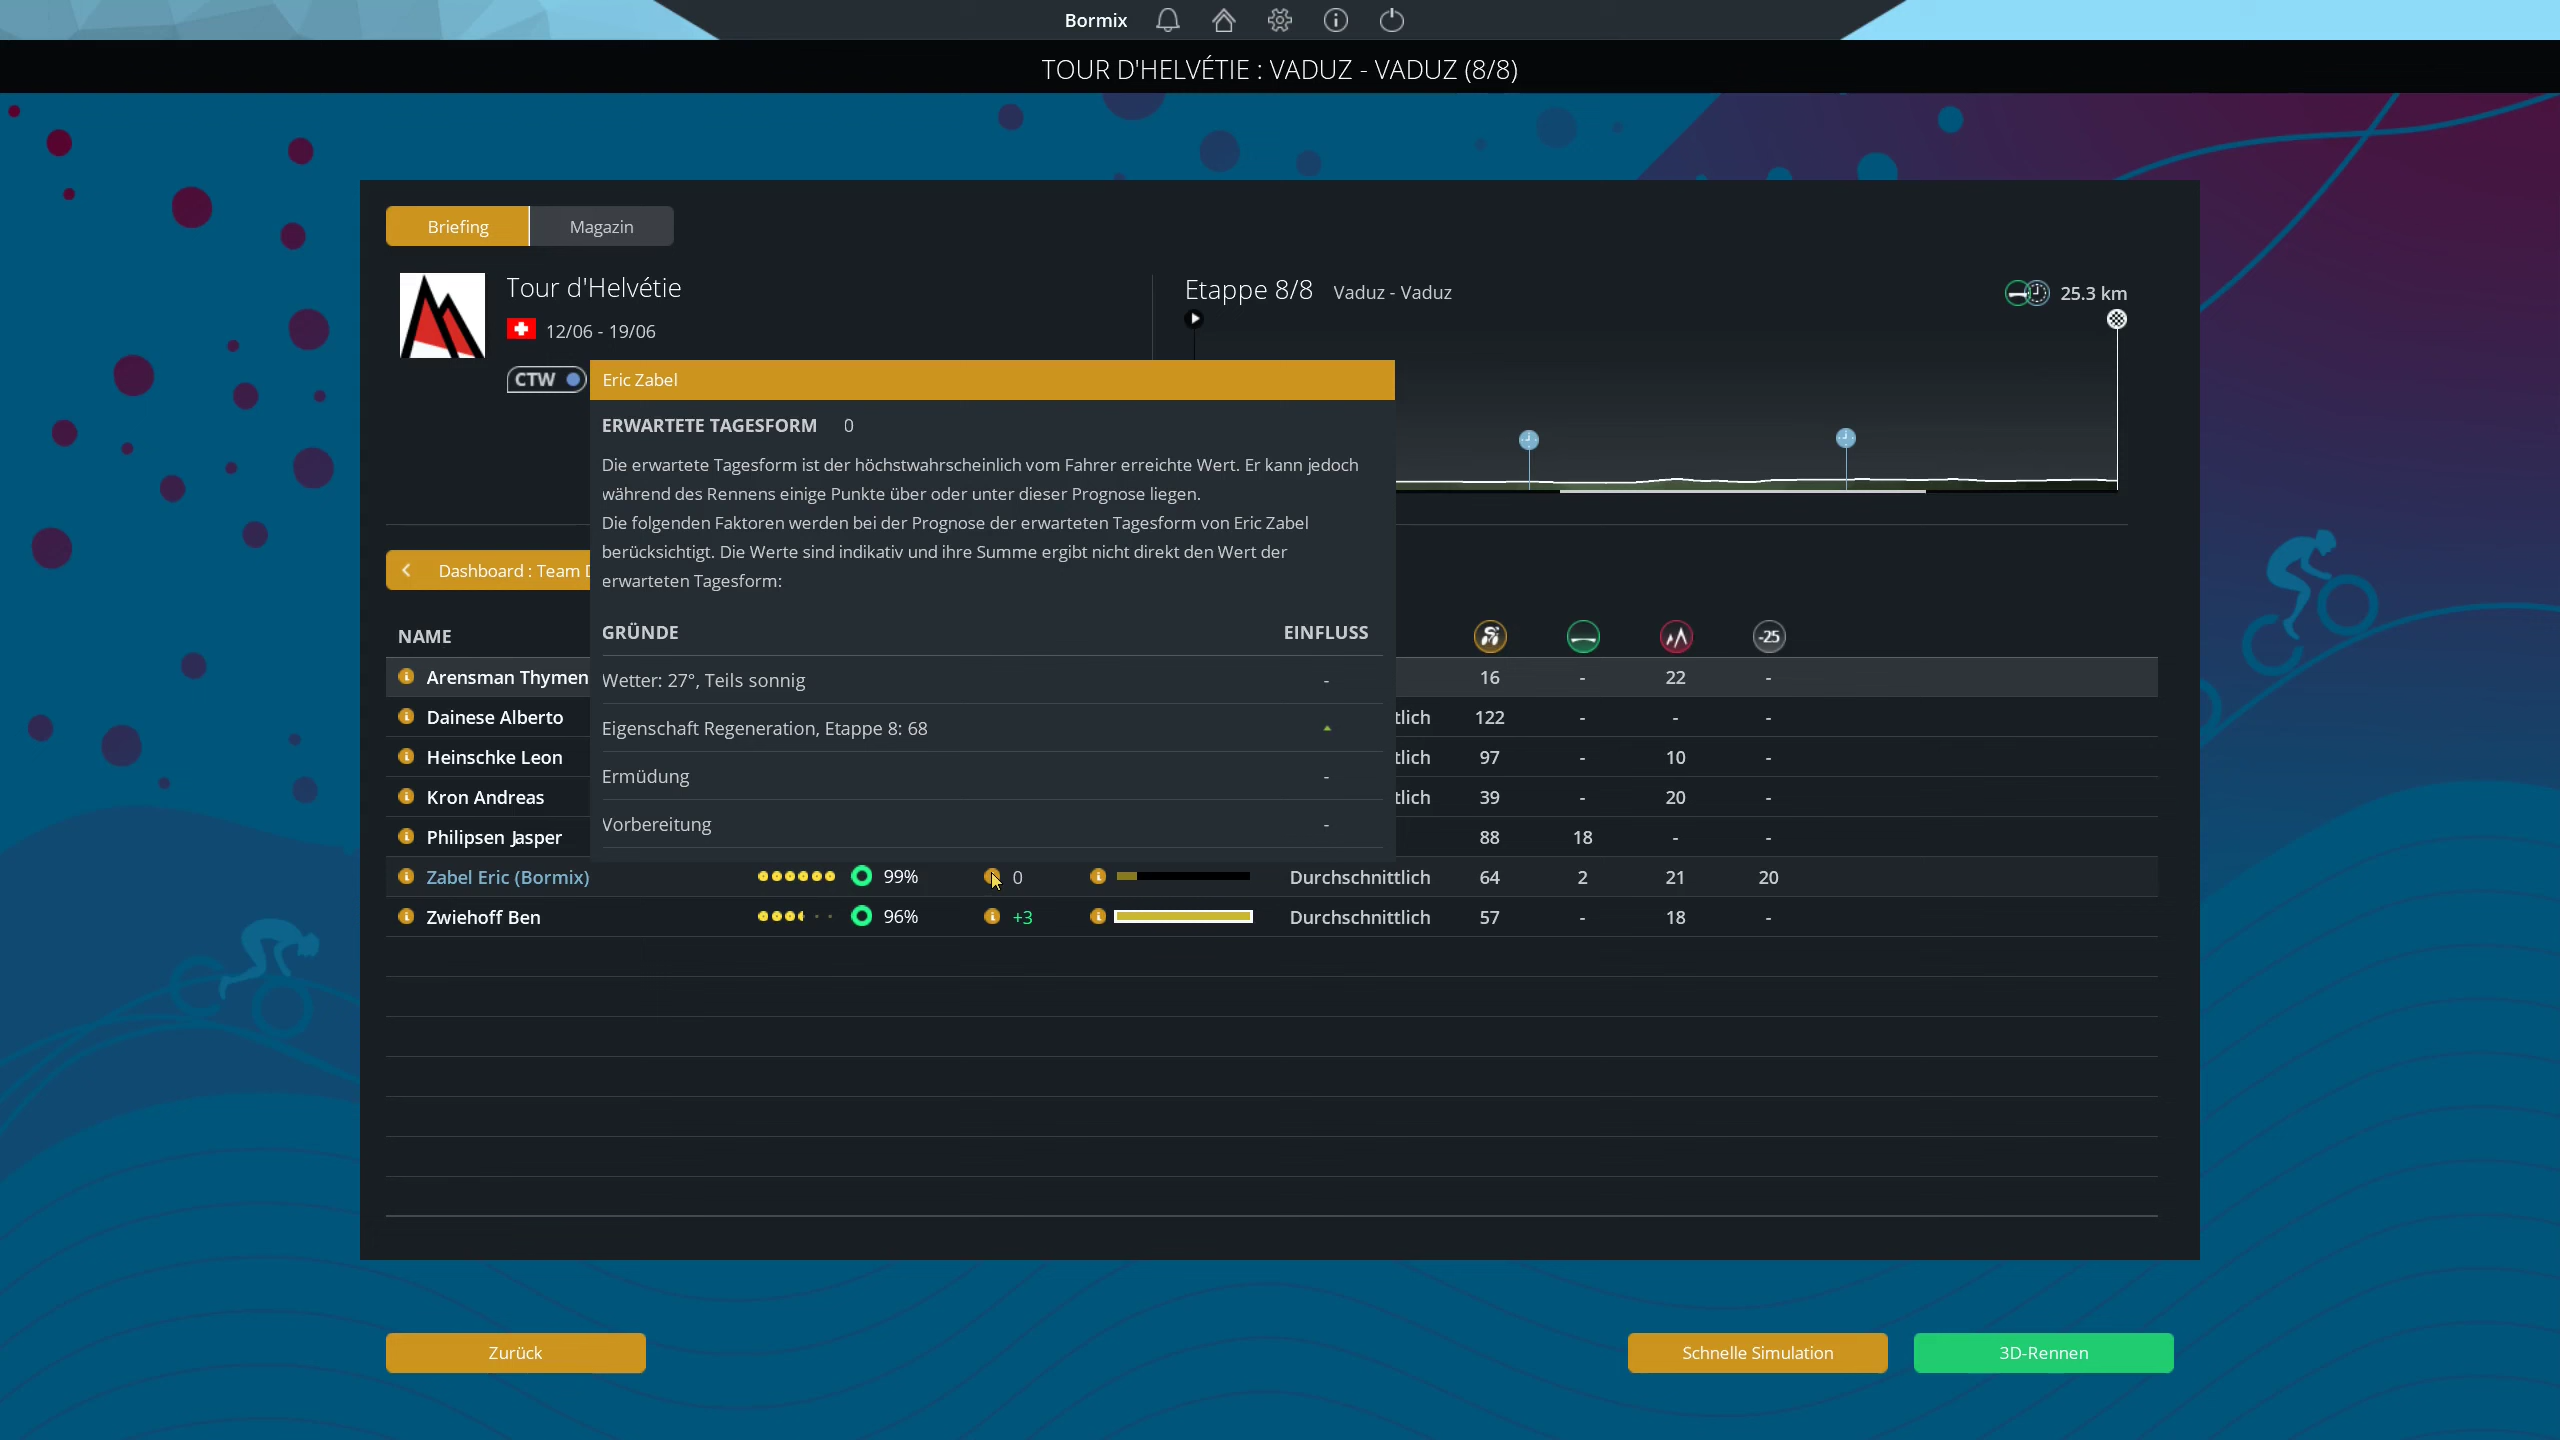 Bormix
TOUR D'HELVÉTIE : VADUZ - VADUZ (8/8)
Briefing
Magazin
Tour d'Helvétie
12/06 - 19/06
CTW
Etappe 8/8 Vaduz - Vaduz
25.3 km
Eric Zabel
ERWARTETE TAGESFORM 0
Die erwartete Tagesform ist der höchstwahrscheinlich vom Fahrer erreichte Wert. Er kann jedoch
während des Rennens einige Punkte über oder unter dieser Prognose liegen.
Die folgenden Faktoren werden bei der Prognose der erwarteten Tagesform von Eric Zabel
berücksichtigt. Die Werte sind indikativ und ihre Summe ergibt nicht direkt den Wert der
erwarteten Tagesform:
GRÜNDE EINFLUSS
Wetter: 27°, Teils sonnig -
Eigenschaft Regeneration, Etappe 8: 68
Ermüdung -
Vorbereitung -
Dashboard : Team
NAME -25
Arensman Thymen 16 - 22 -
Dainese Alberto tlich 122 - - -
Heinschke Leon tlich 97 - 10 -
Kron Andreas tlich 39 - 20 -
Philipsen Jasper 88 18 - -
Zabel Eric (Bormix) 99% 0 Durchschnittlich 64 2 21 20
Zwiehoff Ben 96% +3 Durchschnittlich 57 - 18 -
Zurück
Schnelle Simulation
3D-Rennen